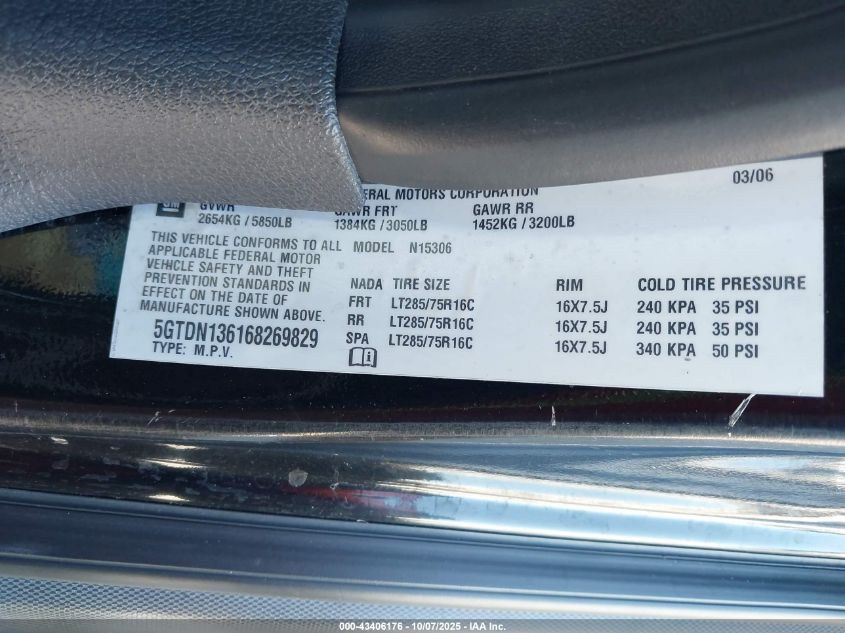 GM
ERAL MOTORS CORPORATION 03/06
GVWR GAWR FRT GAWR RR
2654KG / 5850LB 1384KG / 3050LB 1452KG / 3200LB
THIS VEHICLE CONFORMS TO ALL MODEL N15306
APPLICABLE FEDERAL MOTOR
VEHICLE SAFETY AND THEFT
PREVENTION STANDARDS IN
EFFECT ON THE DATE OF
MANUFACTURE SHOWN ABOVE.
5GTDN136168269829
TYPE: M.P.V.
NADA TIRE SIZE RIM COLD TIRE PRESSURE
FRT LT285/75R16C 16X7.5J 240 KPA 35 PSI
RR LT285/75R16C 16X7.5J 240 KPA 35 PSI
SPA LT285/75R16C 16X7.5J 340 KPA 50 PSI
000-43406176 - 10/07/2025 - IAA Inc.